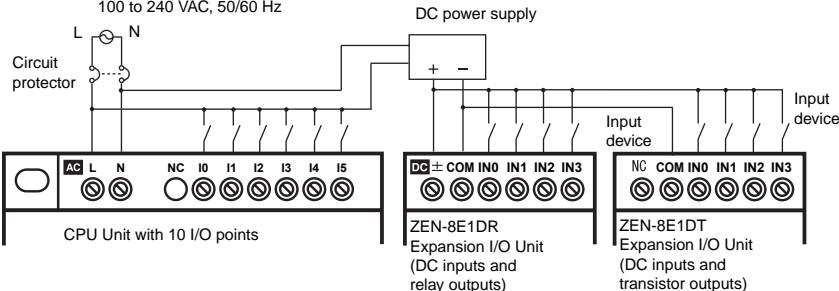 100 to 240 VAC, 50/60 Hz
DC power supply
L N
Circuit
protector
+ −
Input
device
Input
device
AC L N NC I0 I1 I2 I3 I4 I5
DC ± COM IN0 IN1 IN2 IN3
NC COM IN0 IN1 IN2 IN3
CPU Unit with 10 I/O points
ZEN-8E1DR
Expansion I/O Unit
(DC inputs and
relay outputs)
ZEN-8E1DT
Expansion I/O Unit
(DC inputs and
transistor outputs)